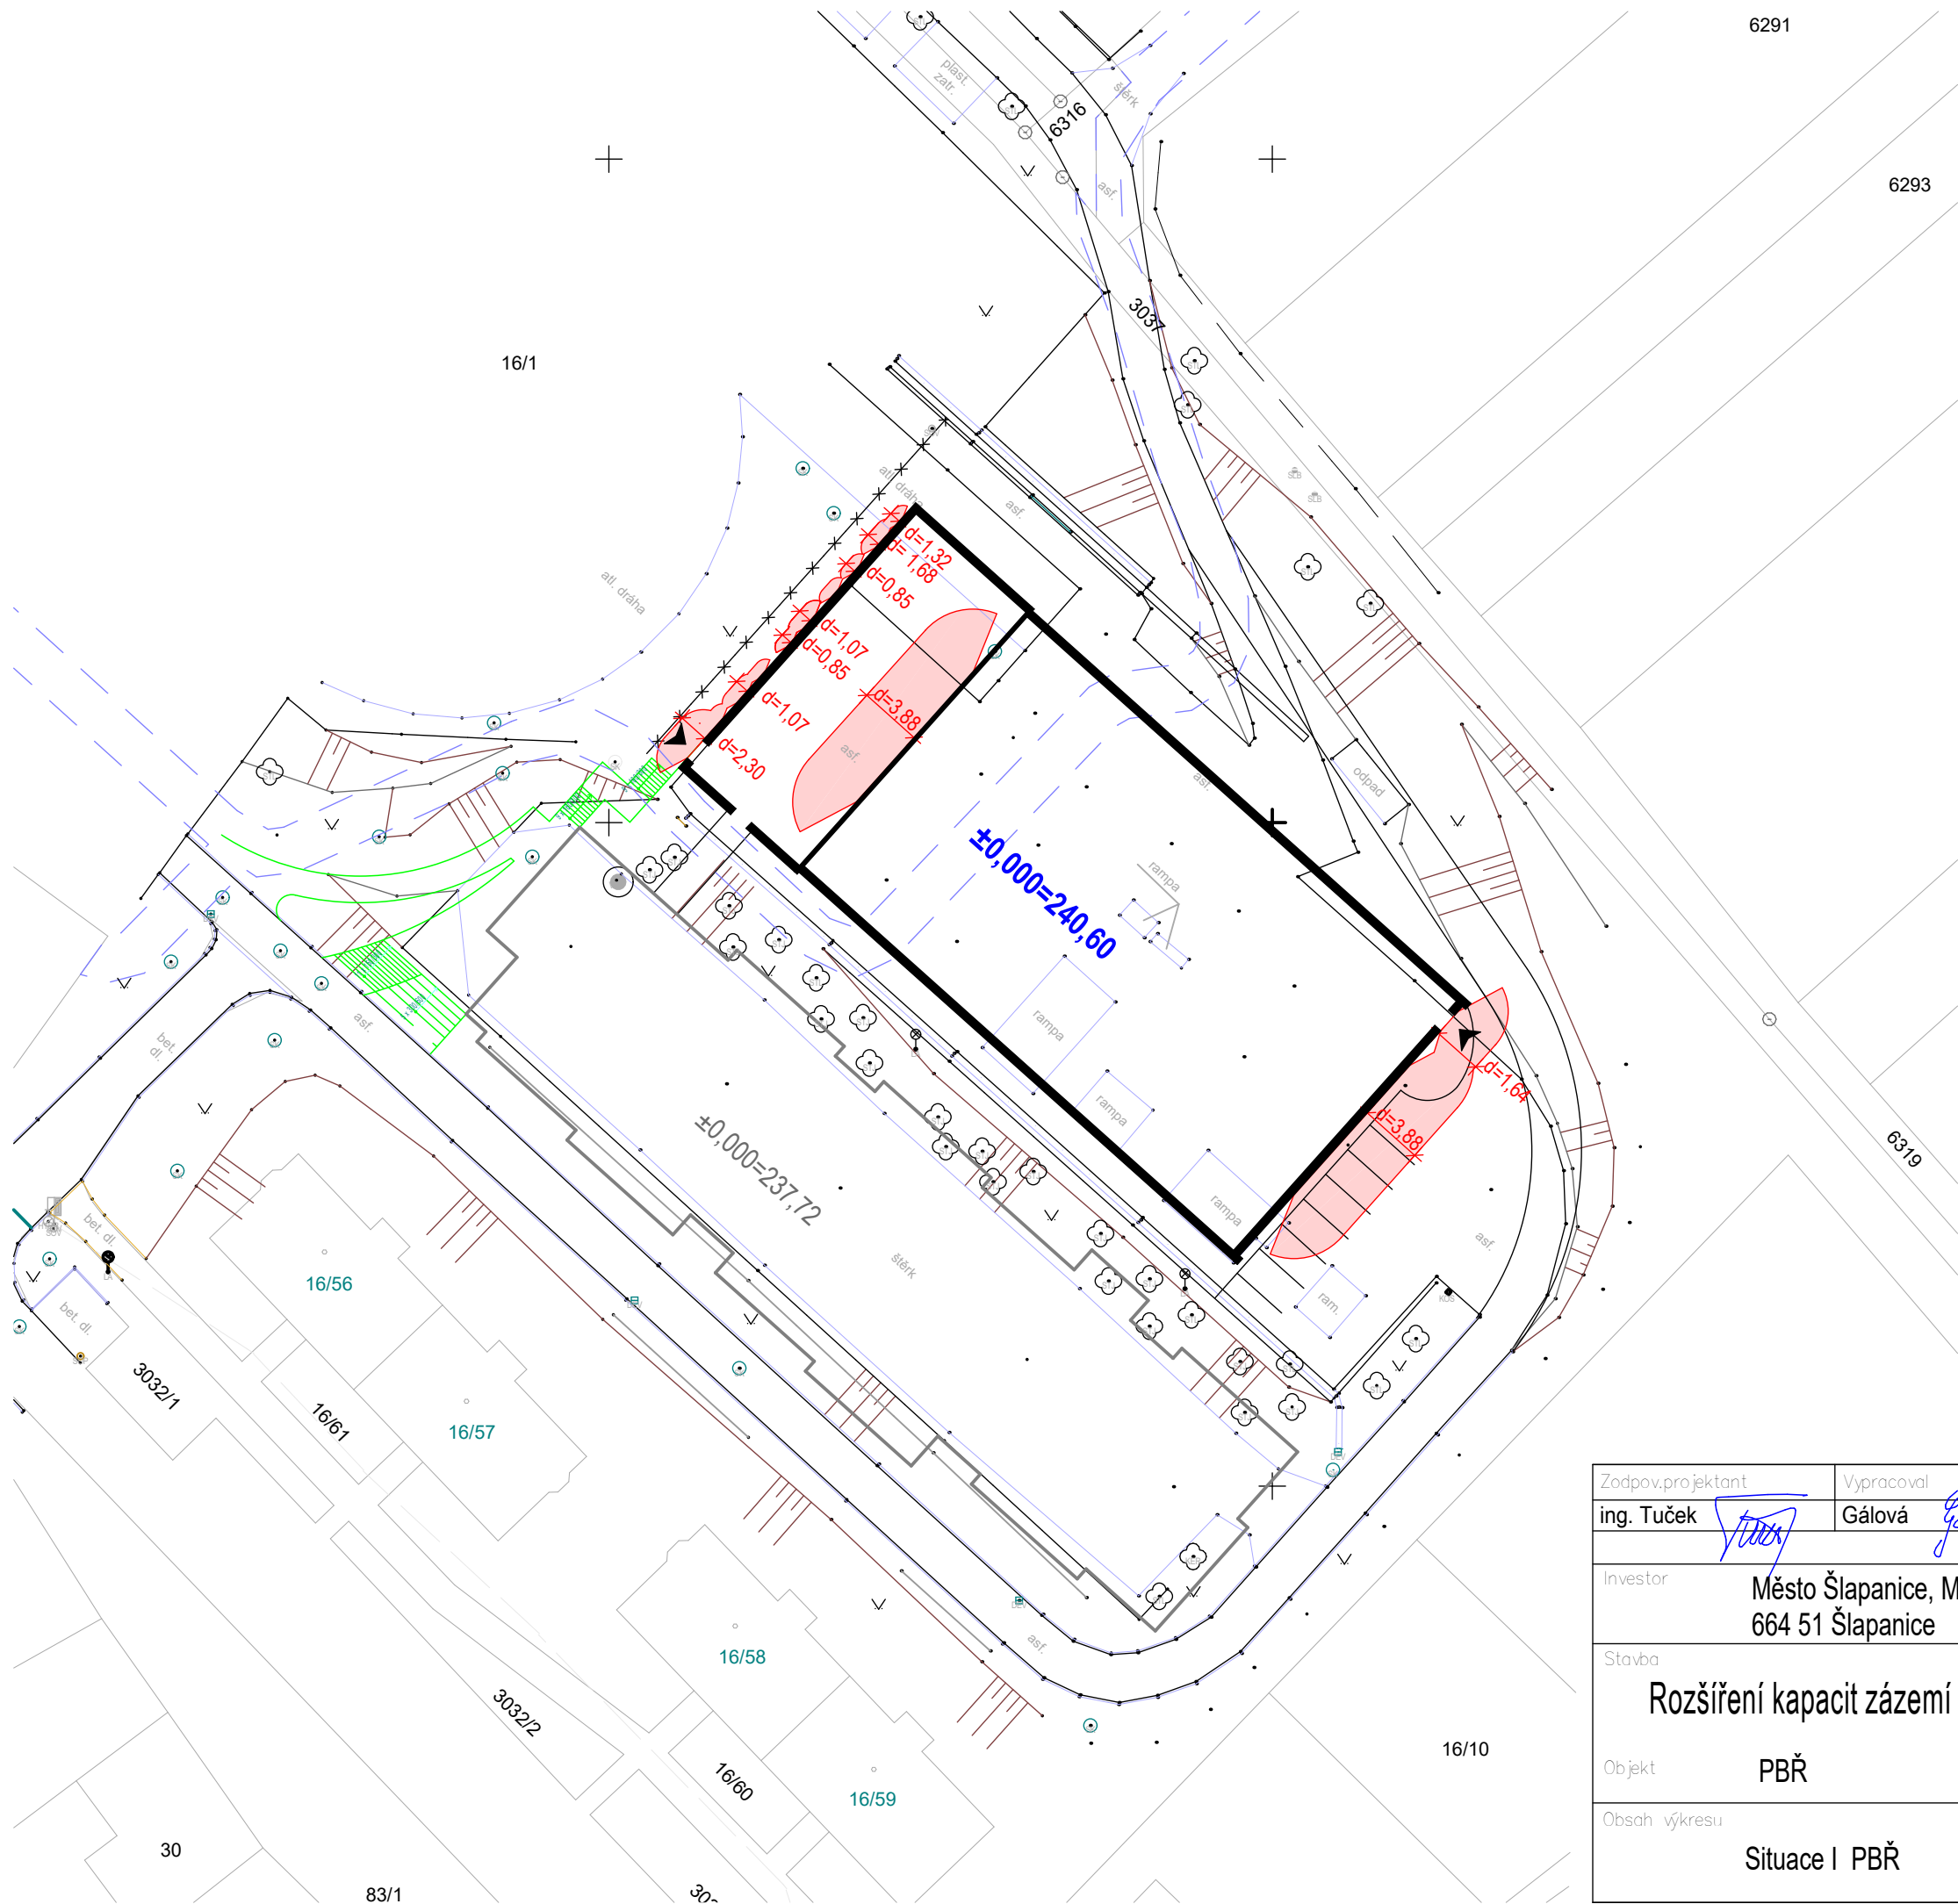 6291
plast.
zatr.
štěrk
6316
asf.
6293
3037
16/1
atl. dráha
asf.
atl. dráha
d=1,32
d= 1,68
d=0,85
d=1,07
d=0,85
d=3,88
d=1,07
asf.
d=2,30
asf.
odpad
±0,000=240,60
rampa
rampa
rampa
rampa
d=1,64
d=3,88
asf.
ram.
KOŠ
6319
asf.
bet.
dl.
±0,000=237,72
štěrk
bet. dl.
bet. dl.
16/56
3032/1
16/61
16/57
asf.
16/58
3032/2
16/60
16/59
16/10
30
83/1
Zodpov.projektant
Vypracoval
ing. Tuček
Gálová
Investor
Město Šlapanice, M
664 51 Šlapanice
Stavba
Rozšíření kapacit zázemí
Objekt
PBŘ
Obsah výkresu
Situace I PBŘ